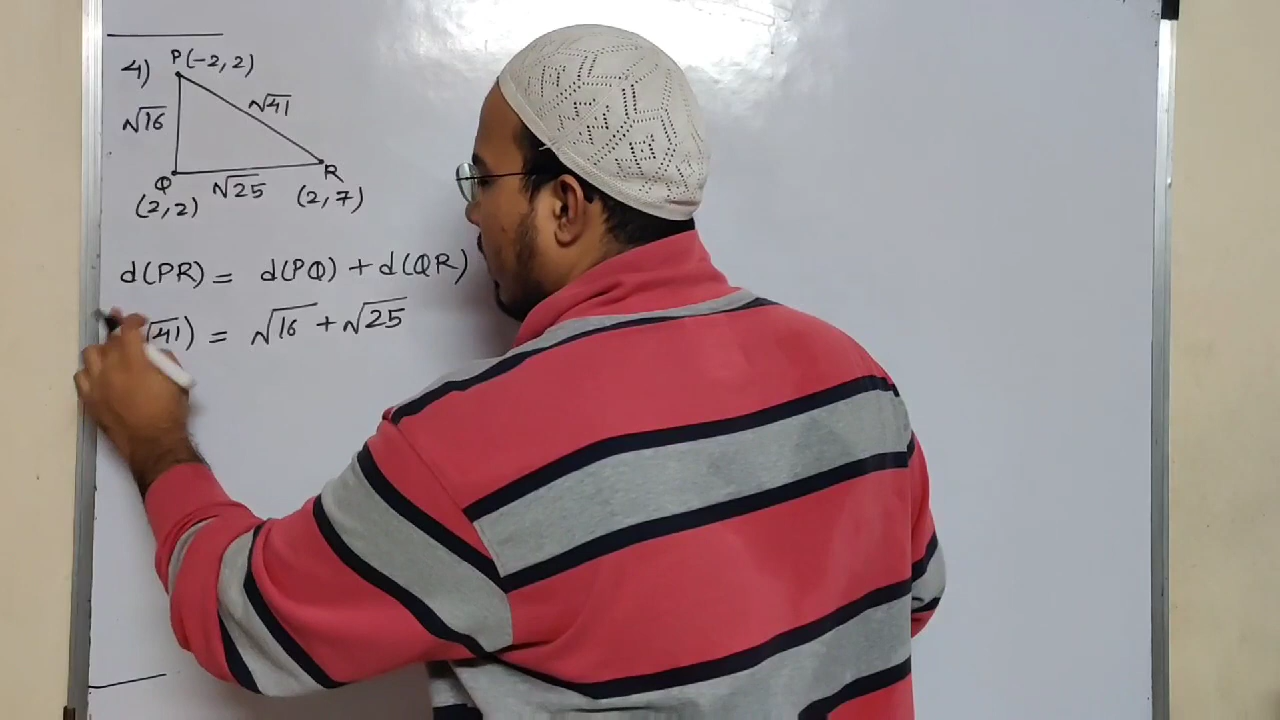 4) P(-2, 2)
√16
√41
Q
R
(2, 2)
√25
(2, 7)
d(PR) = d(PQ) + d(QR)
√41) = √16 + √25